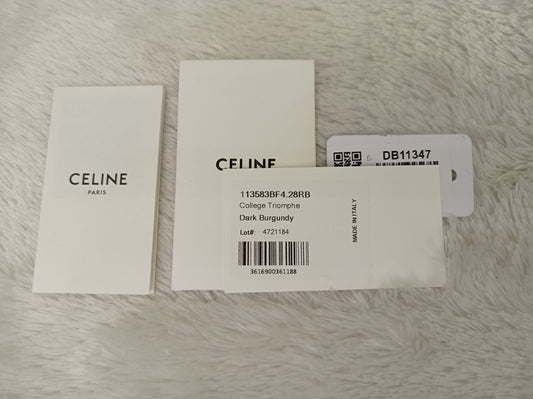 CELINE
PARIS
CELINE
DB11347
113583BF4.28RB
College Triomphe
Dark Burgundy
Lot#: 4721184
3616900361188
MADE IN ITALY